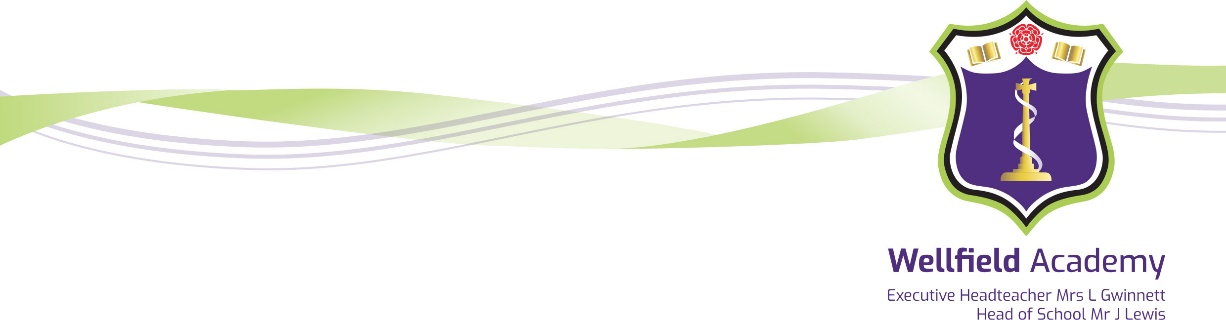 Wellfield Academy
Executive Headteacher Mrs L Gwinnett
Head of School Mr J Lewis